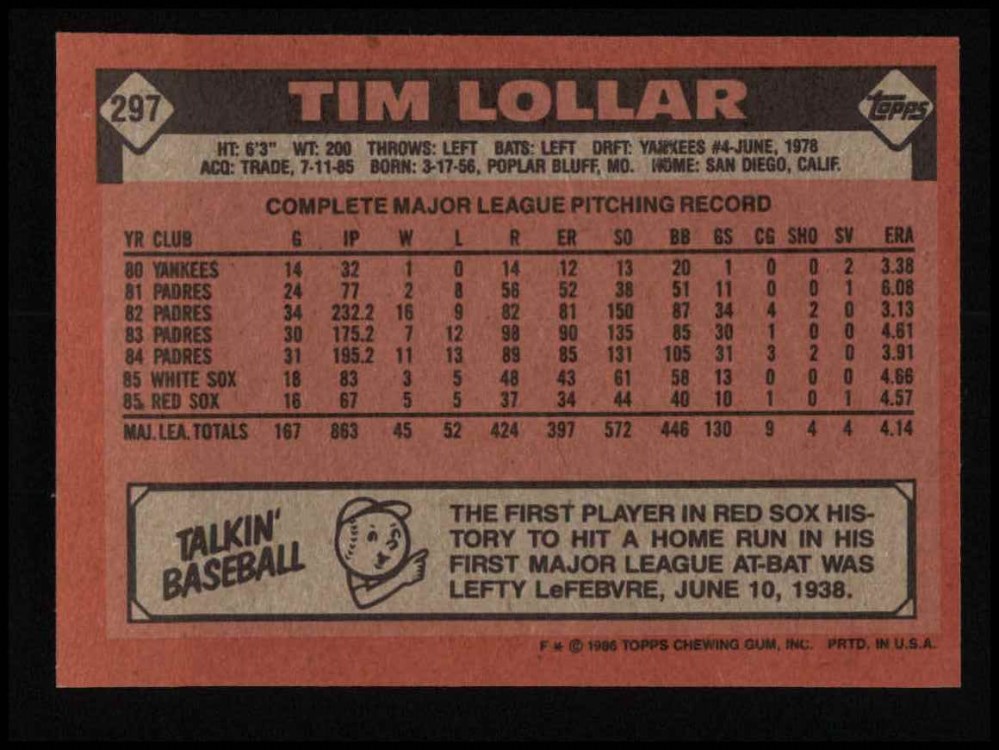 297
TIM LOLLAR
topps
HT: 6'3" WT: 200 THROWS: LEFT BATS: LEFT DRFT: YANKEES #4-JUNE, 1978
ACQ: TRADE, 7-11-85 BORN: 3-17-56, POPLAR BLUFF, MO. HOME: SAN DIEGO, CALIF.
COMPLETE MAJOR LEAGUE PITCHING RECORD
YR CLUB G IP W L R ER SO BB GS CG SHO SV ERA
80 YANKEES 14 32 1 0 14 12 13 20 1 0 0 2 3.38
81 PADRES 24 77 2 8 56 52 38 51 11 0 0 1 6.08
82 PADRES 34 232.2 16 9 82 81 150 87 34 4 2 0 3.13
83 PADRES 30 175.2 7 12 98 90 135 85 30 1 0 0 4.61
84 PADRES 31 195.2 11 13 89 85 131 105 31 3 2 0 3.91
85 WHITE SOX 18 83 3 5 48 43 61 58 13 0 0 0 4.66
85 RED SOX 16 67 5 5 37 34 44 40 10 1 0 1 4.57
MAJ. LEA. TOTALS 167 863 45 52 424 397 572 446 130 9 4 4 4.14
TALKIN'
BASEBALL
THE FIRST PLAYER IN RED SOX HIS-
TORY TO HIT A HOME RUN IN HIS
FIRST MAJOR LEAGUE AT-BAT WAS
LEFTY LeFEBVRE, JUNE 10, 1938.
F * © 1986 TOPPS CHEWING GUM, INC. PRTD. IN U.S.A.